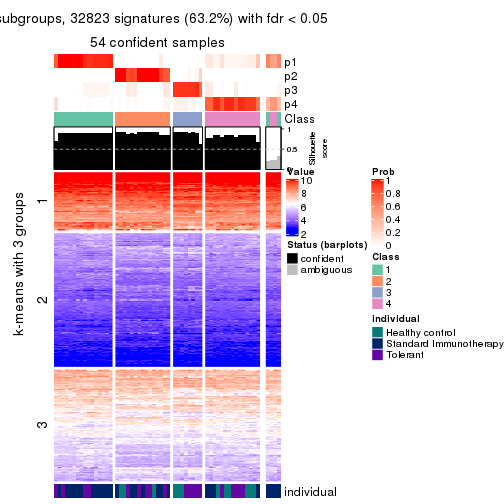 subgroups, 32823 signatures (63.2%) with fdr < 0.05
54 confident samples
p1
p2
p3
p4
Class
1
0.5
0
Silhouette
score
k-means with 3 groups
1
2
3
individual
Value
10
8
6
4
2
Status (barplots)
confident
ambiguous
Prob
1
0.8
0.6
0.4
0.2
0
Class
1
2
3
4
individual
Healthy control
Standard Immunotherapy
Tolerant